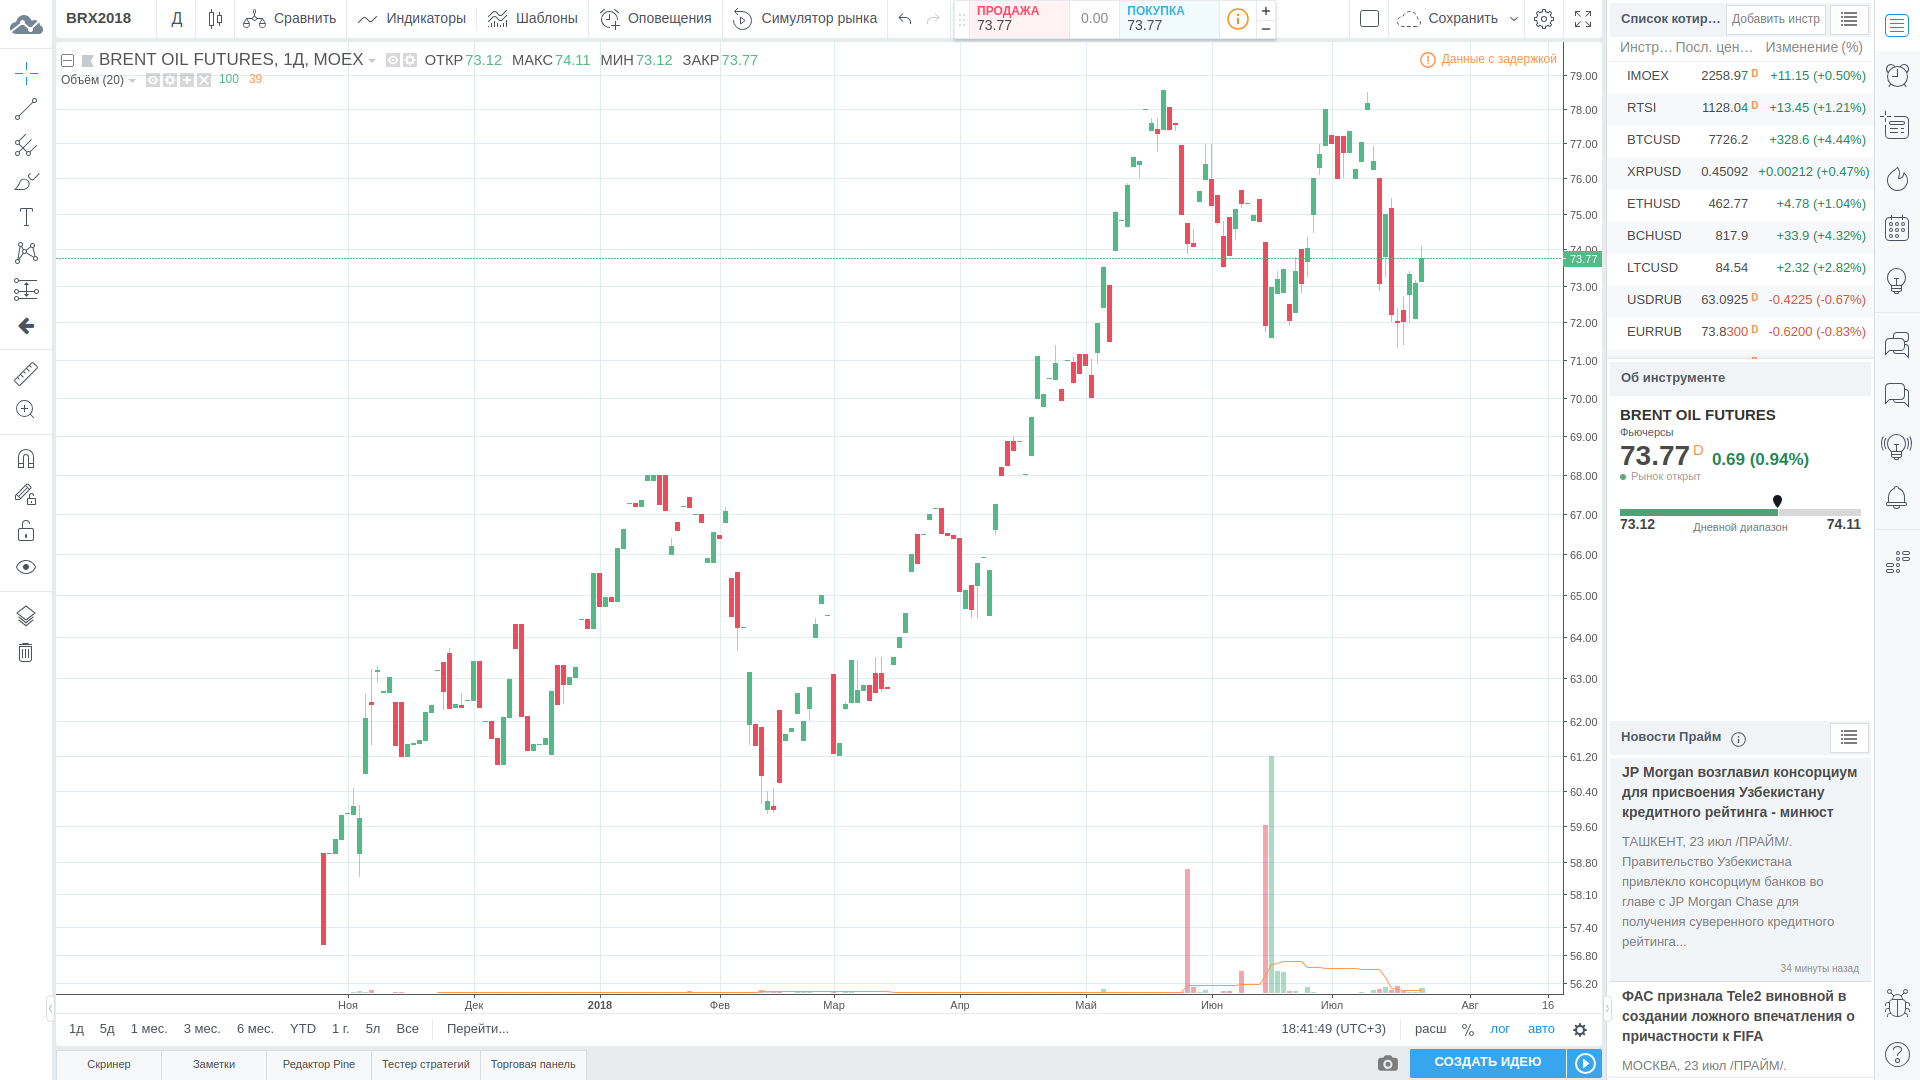 BRX2018
Д
Сравнить
Индикаторы
Шаблоны
Оповещения
Симулятор рынка
ПРОДАЖА
73.77
0.00
ПОКУПКА
73.77
Сохранить
BRENT OIL FUTURES, 1Д, MOEX
ОТКР 73.12 МАКС 74.11 МИН 73.12 ЗАКР 73.77
Объём (20)
100 39
Данные с задержкой
79.00
78.00
77.00
76.00
75.00
74.00
73.77
73.00
72.00
71.00
70.00
69.00
68.00
67.00
66.00
65.00
64.00
63.00
62.00
61.20
60.40
59.60
58.80
58.10
57.40
56.80
56.20
Ноя Дек 2018 Фев Мар Апр Май Июн Июл Авг 16
1д 5д 1 мес. 3 мес. 6 мес. YTD 1 г. 5л Все Перейти...
18:41:49 (UTC+3) расш % лог авто
Скринер Заметки Редактор Pine Тестер стратегий Торговая панель
СОЗДАТЬ ИДЕЮ
Список котир... Добавить инстр
Инстр... Посл. цен... Изменение (%)
IMOEX 2258.97 D +11.15 (+0.50%)
RTSI 1128.04 D +13.45 (+1.21%)
BTCUSD 7726.2 +328.6 (+4.44%)
XRPUSD 0.45092 +0.00212 (+0.47%)
ETHUSD 462.77 +4.78 (+1.04%)
BCHUSD 817.9 +33.9 (+4.32%)
LTCUSD 84.54 +2.32 (+2.82%)
USDRUB 63.0925 D -0.4225 (-0.67%)
EURRUB 73.8300 D -0.6200 (-0.83%)
Об инструменте
BRENT OIL FUTURES
Фьючерсы
73.77 D 0.69 (0.94%)
Рынок открыт
73.12 Дневной диапазон 74.11
Новости Прайм
JP Morgan возглавил консорциум
для присвоения Узбекистану
кредитного рейтинга - минюст
ТАШКЕНТ, 23 июл /ПРАЙМ/.
Правительство Узбекистана
привлекло консорциум банков во
главе с JP Morgan Chase для
получения суверенного кредитного
рейтинга...
34 минуты назад
ФАС признала Tele2 виновной в
создании ложного впечатления о
причастности к FIFA
МОСКВА, 23 июл /ПРАЙМ/.